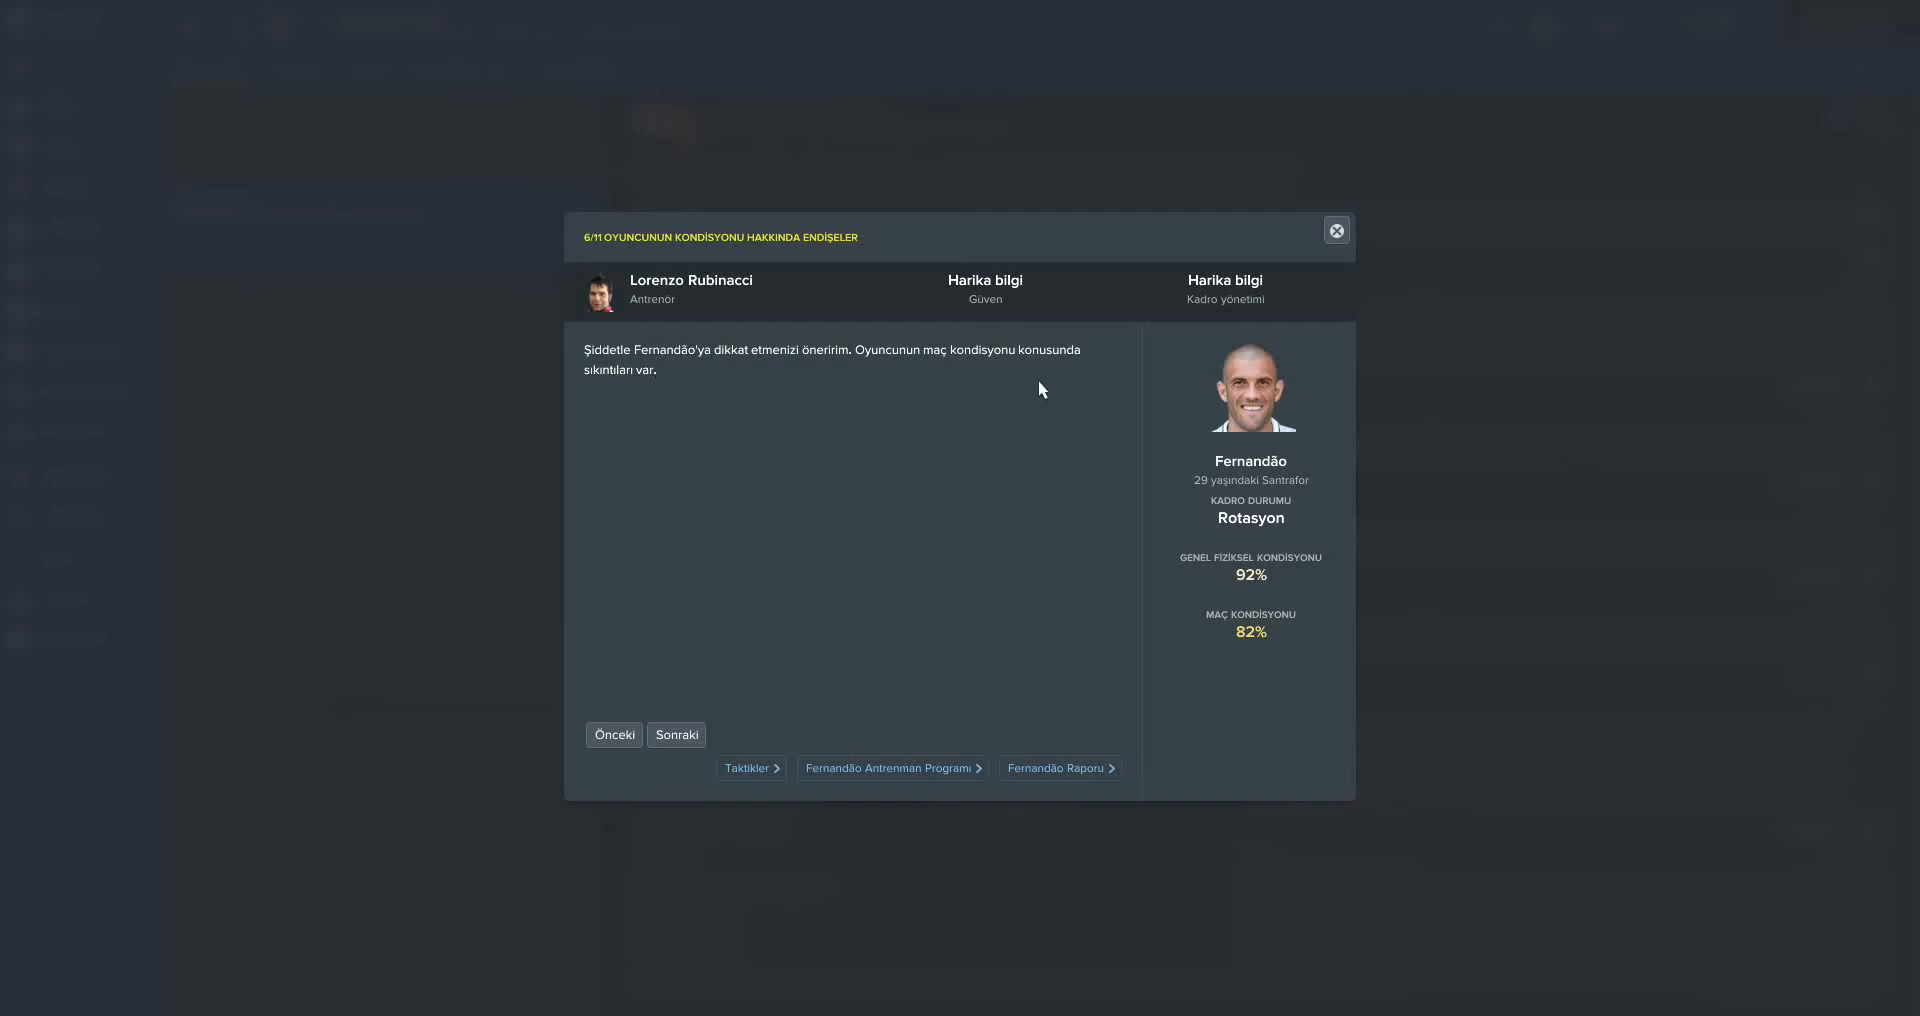 6/11 OYUNCUNUN KONDİSYONU HAKKINDA ENDİŞELER
Lorenzo Rubinacci
Antrenör
Harika bilgi
Güven
Harika bilgi
Kadro yönetimi
Şiddetle Fernandão'ya dikkat etmenizi öneririm. Oyuncunun maç kondisyonu konusunda
sıkıntıları var.
Fernandão
29 yaşındaki Santrafor
KADRO DURUMU
Rotasyon
GENEL FİZİKSEL KONDİSYONU
92%
MAÇ KONDİSYONU
82%
Önceki
Sonraki
Taktikler
Fernandão Antrenman Programı
Fernandão Raporu